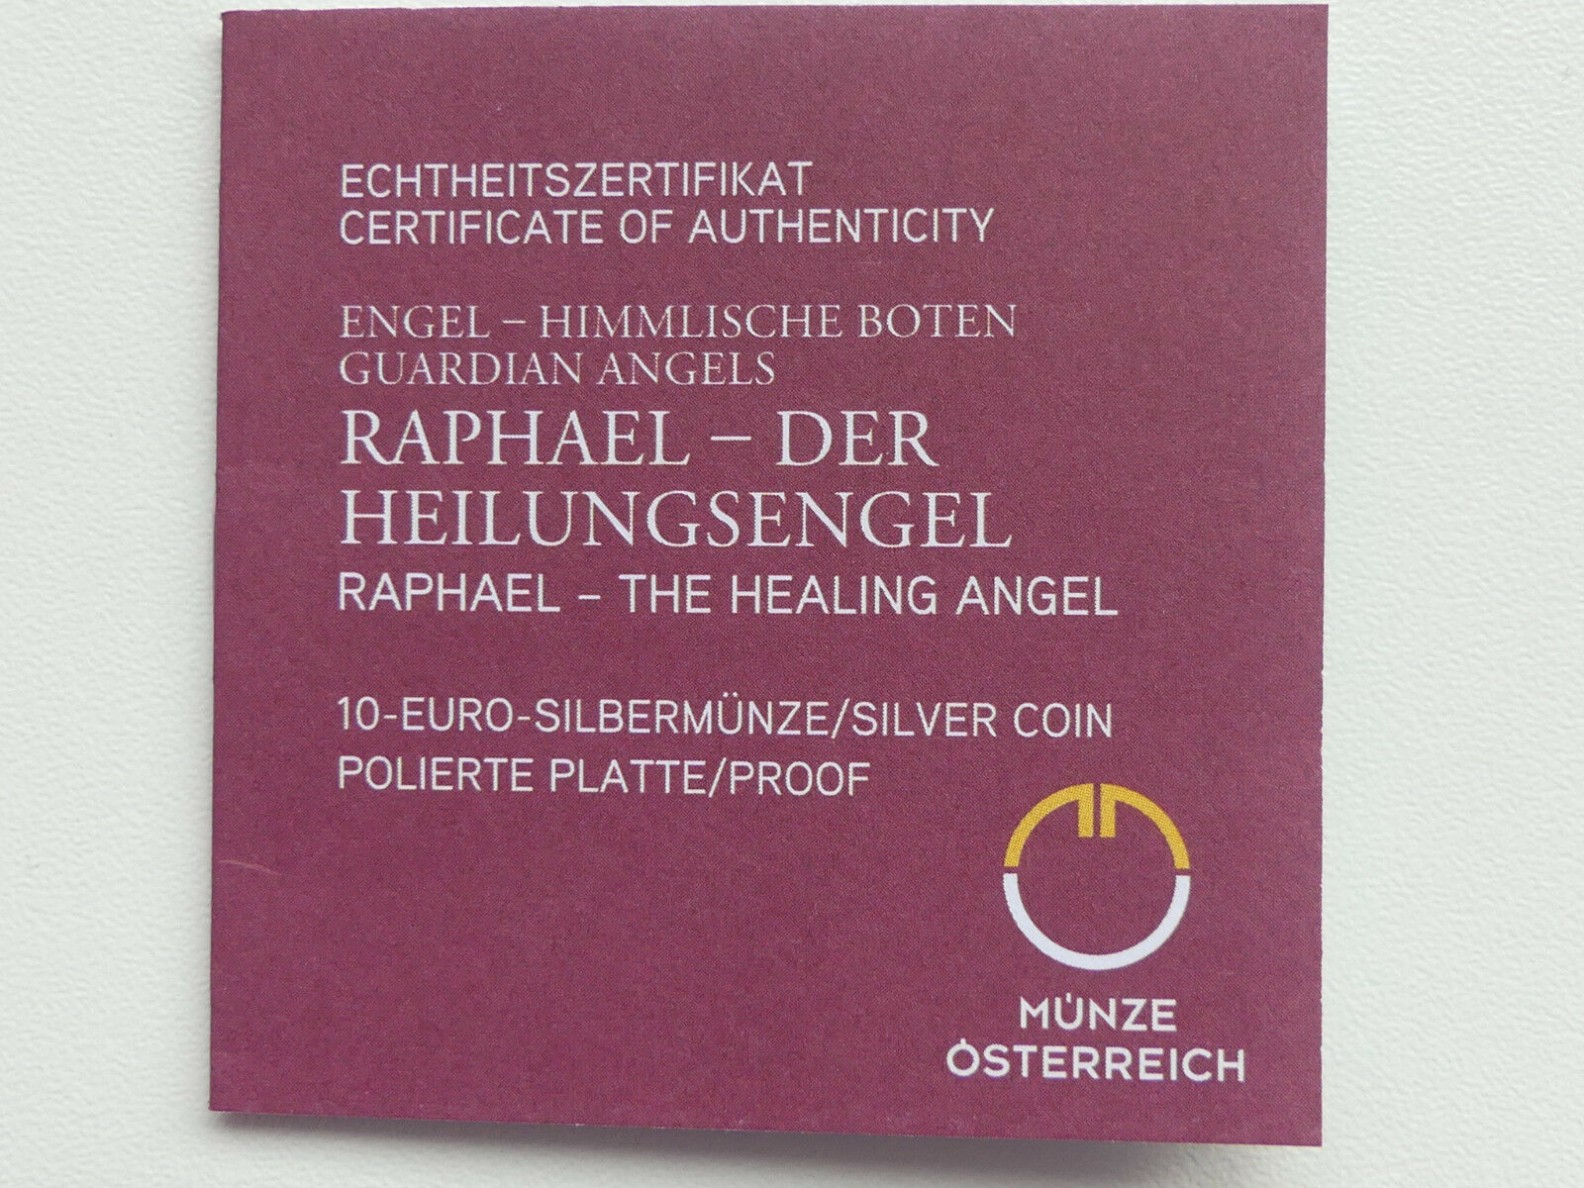 ECHTHEITSZERTIFIKAT
CERTIFICATE OF AUTHENTICITY
ENGEL – HIMMLISCHE BOTEN
GUARDIAN ANGELS
RAPHAEL – DER
HEILUNGSENGEL
RAPHAEL – THE HEALING ANGEL
10-EURO-SILBERMÜNZE/SILVER COIN
POLIERTE PLATTE/PROOF
MÜNZE
ÖSTERREICH